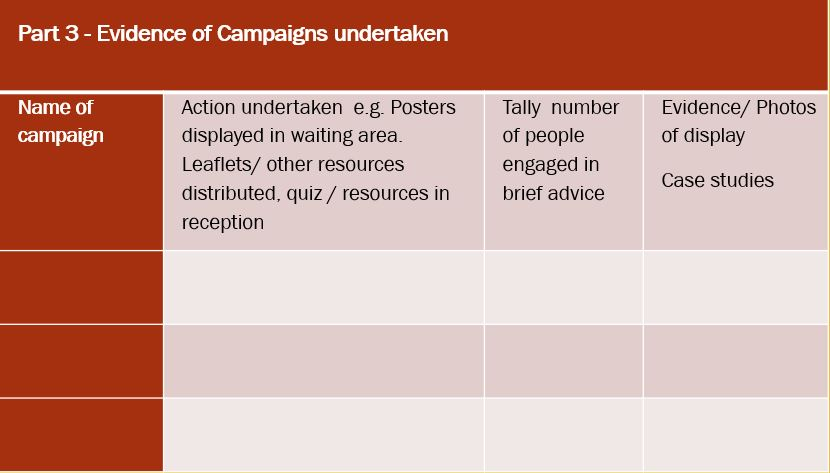 Part 3 - Evidence of Campaigns undertaken
Name of
campaign
Action undertaken e.g. Posters
displayed in waiting area.
Leaflets/ other resources
distributed, quiz / resources in
reception
Tally number
of people
engaged in
brief advice
Evidence/ Photos
of display
Case studies